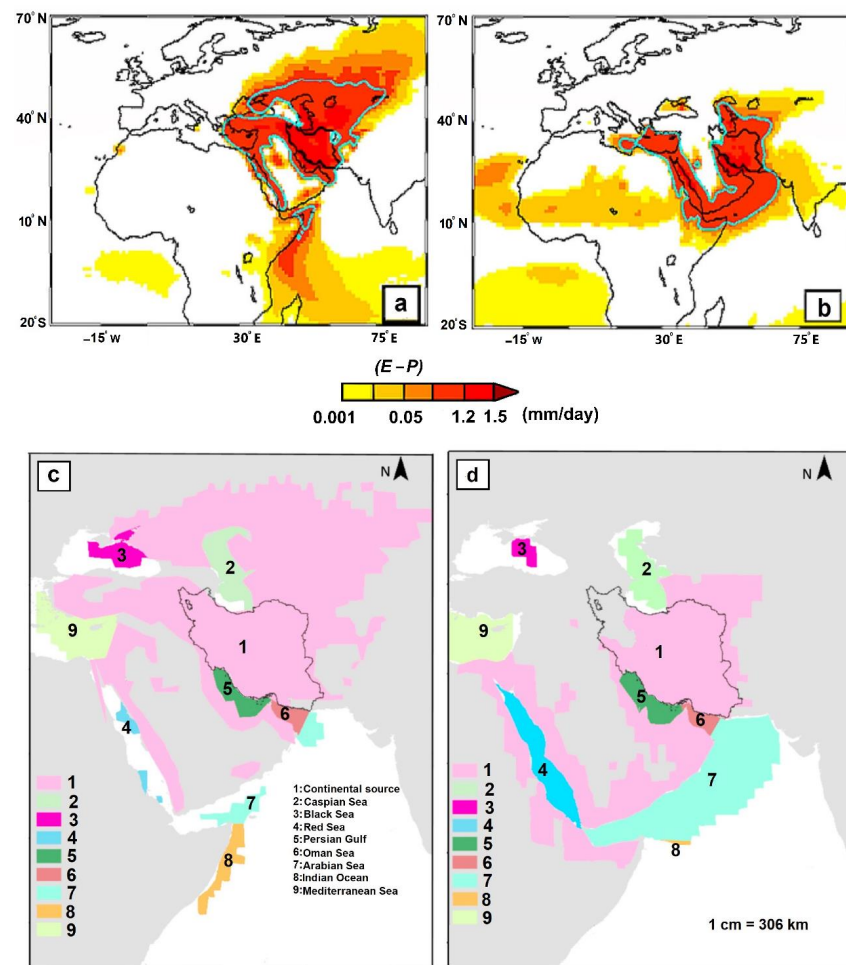 70° N
40° N
10° N
20°S
−15° W
30° E
75° E
a
70° N
40° N
10° N
20° S
−15° W
30° E
75° E
b
(E−P)
0.001 0.05 1.2 1.5 (mm/day)
c
N
3
2
9
1
5
6
4
7
8
1
2
3
4
5
6
7
8
9
1:Continental source
2:Caspian Sea
3:Black Sea
4:Red Sea
5:Persian Gulf
6:Oman Sea
7:Arabian Sea
8:Indian Ocean
9:Mediterranean Sea
d
N
3
2
9
1
5
6
4
7
8
1
2
3
4
5
6
7
8
9
1 cm = 306 km